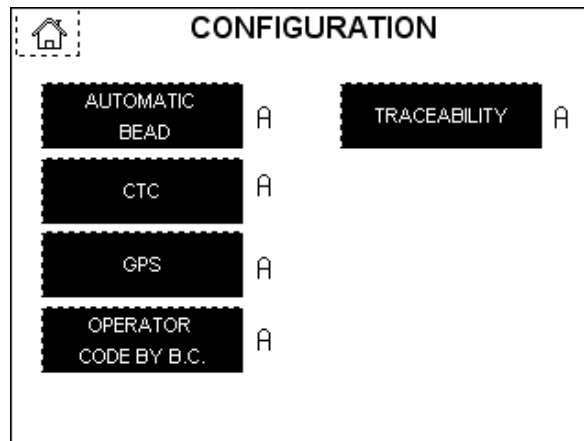 CONFIGURATION
AUTOMATIC
BEAD
A
TRACEABILITY
A
CTC
A
GPS
A
OPERATOR
CODE BY B.C.
A